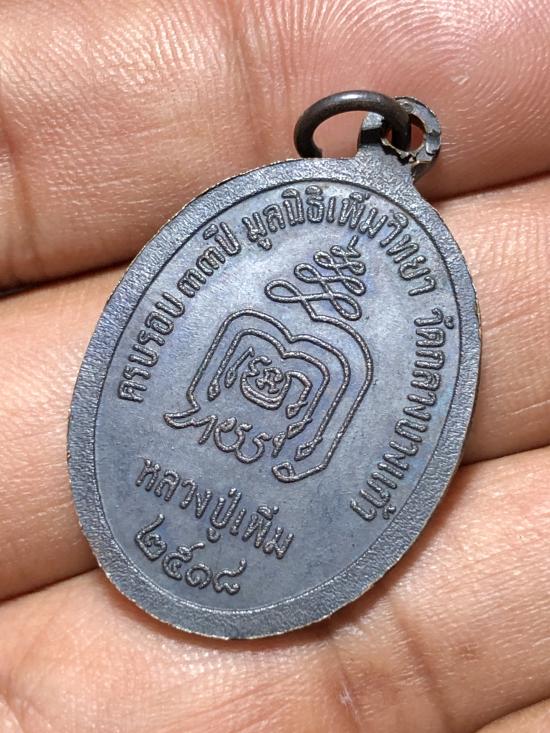 ครบรอบ ๓๓ปี มูลนิธิเพิ่มวิทยา วัดกลางบางแก้ว
หลวงปู่เพิ่ม
๒๕๑๘